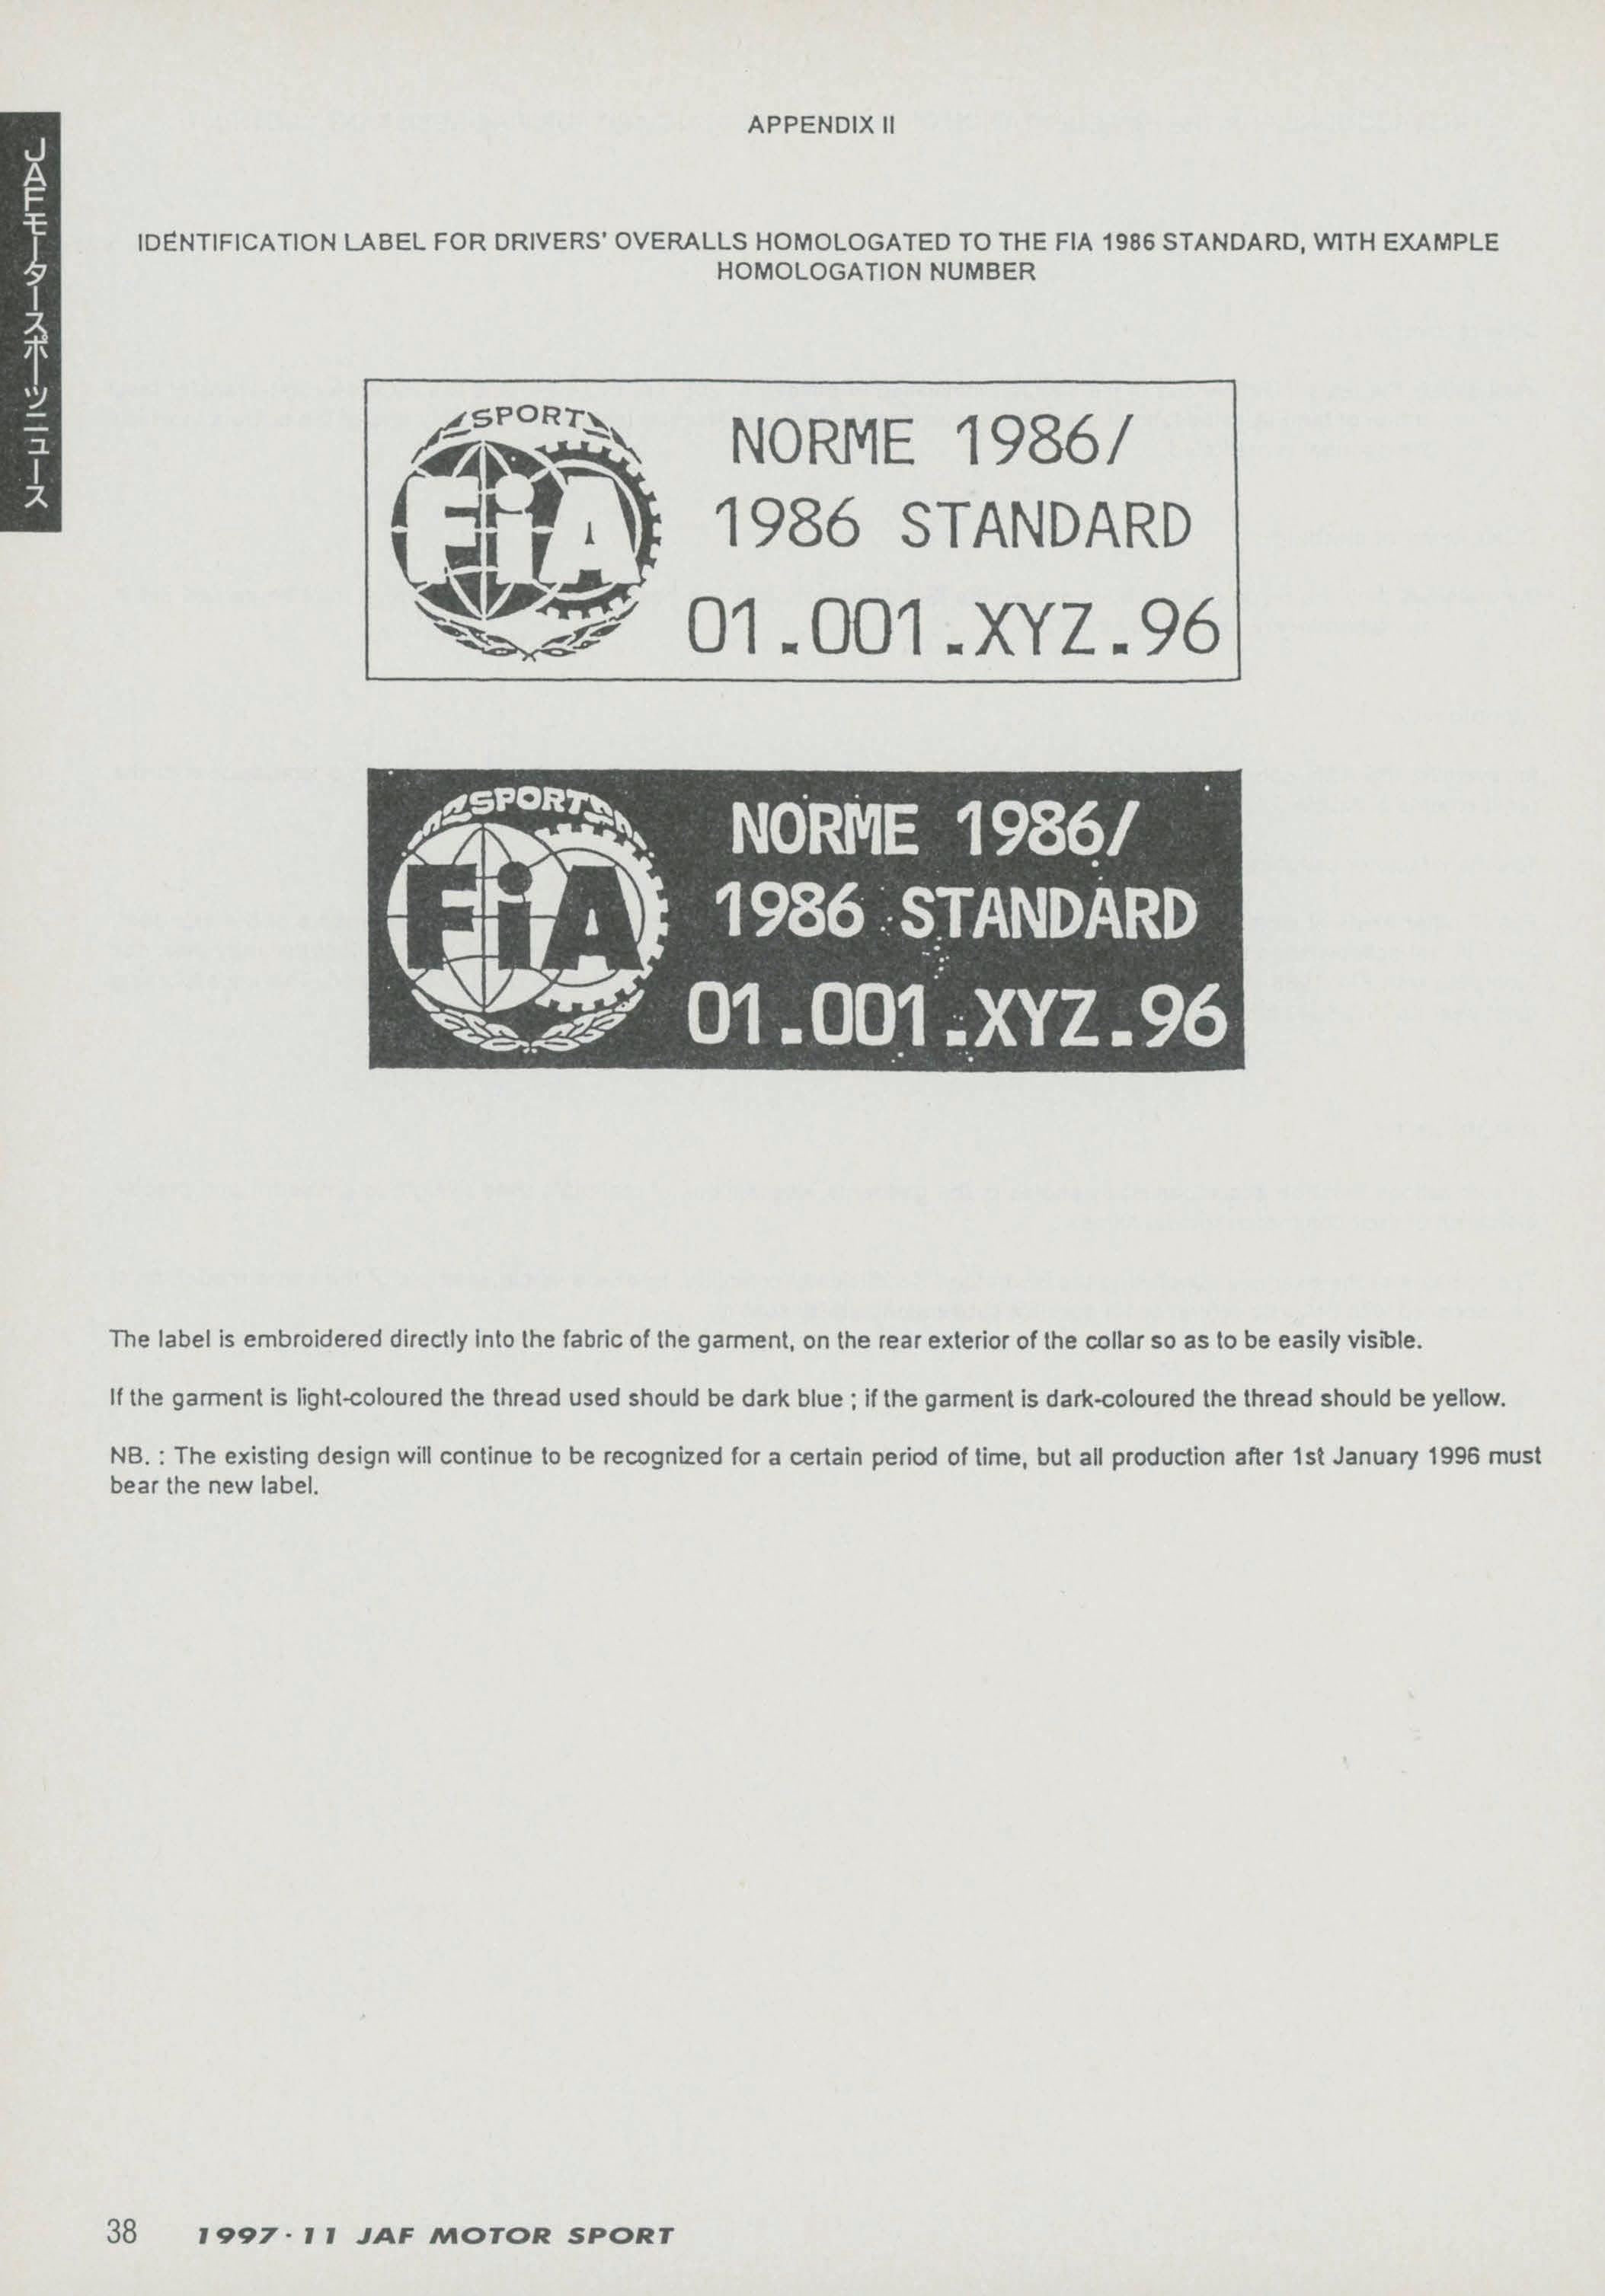 APPENDIX II
JAFモータースポーツニュース
IDENTIFICATION LABEL FOR DRIVERS' OVERALLS HOMOLOGATED TO THE FIA 1986 STANDARD, WITH EXAMPLE
HOMOLOGATION NUMBER
SPORT
FiA
NORME 1986/
1986 STANDARD
01.001.XYZ.96
SPORT
FiA
NORME 1986/
1986 STANDARD
01.001.XYZ.96
The label is embroidered directly into the fabric of the garment, on the rear exterior of the collar so as to be easily visible.
If the garment is light-coloured the thread used should be dark blue ; if the garment is dark-coloured the thread should be yellow.
NB. : The existing design will continue to be recognized for a certain period of time, but all production after 1st January 1996 must
bear the new label.
38 1997·11 JAF MOTOR SPORT